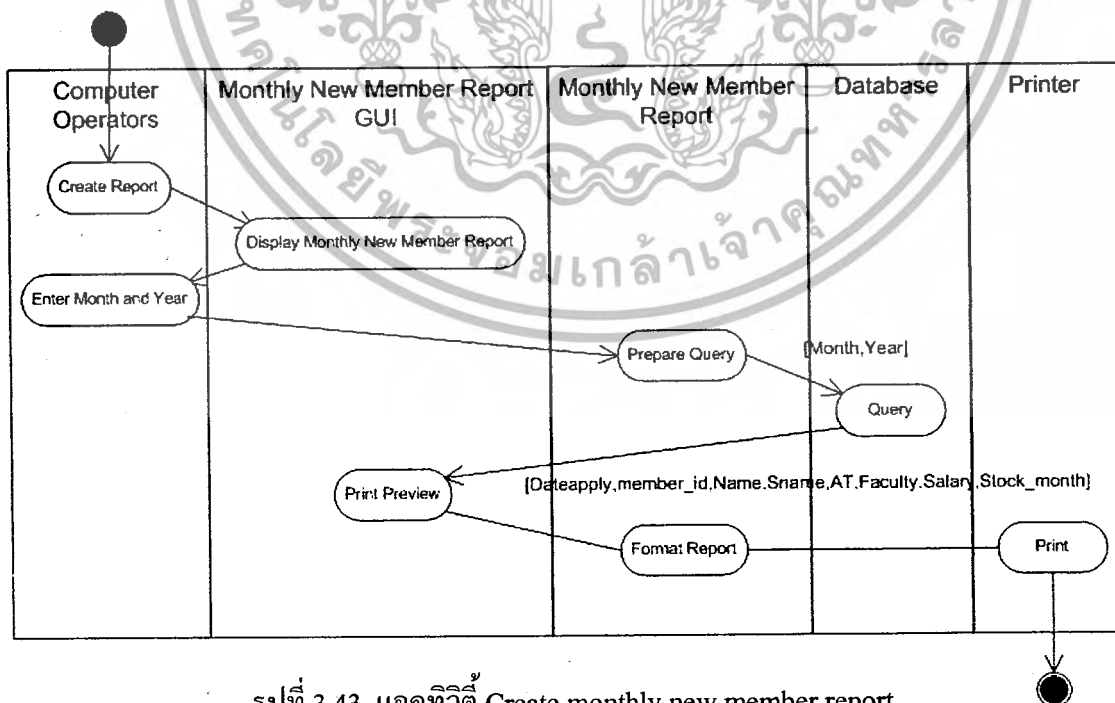 Computer
Operators
Monthly New Member Report
GUI
Monthly New Member
Report
Database
Printer
Create Report
Display Monthly New Member Report
Enter Month and Year
Prepare Query
[Month,Year]
Query
Print Preview
[Dateapply,member_id,Name.Sname,AT.Faculty.Salary,Stock_month]
Format Report
Print
รูปที่ 3.43 แอคทิวิตี้ Create monthly new member report